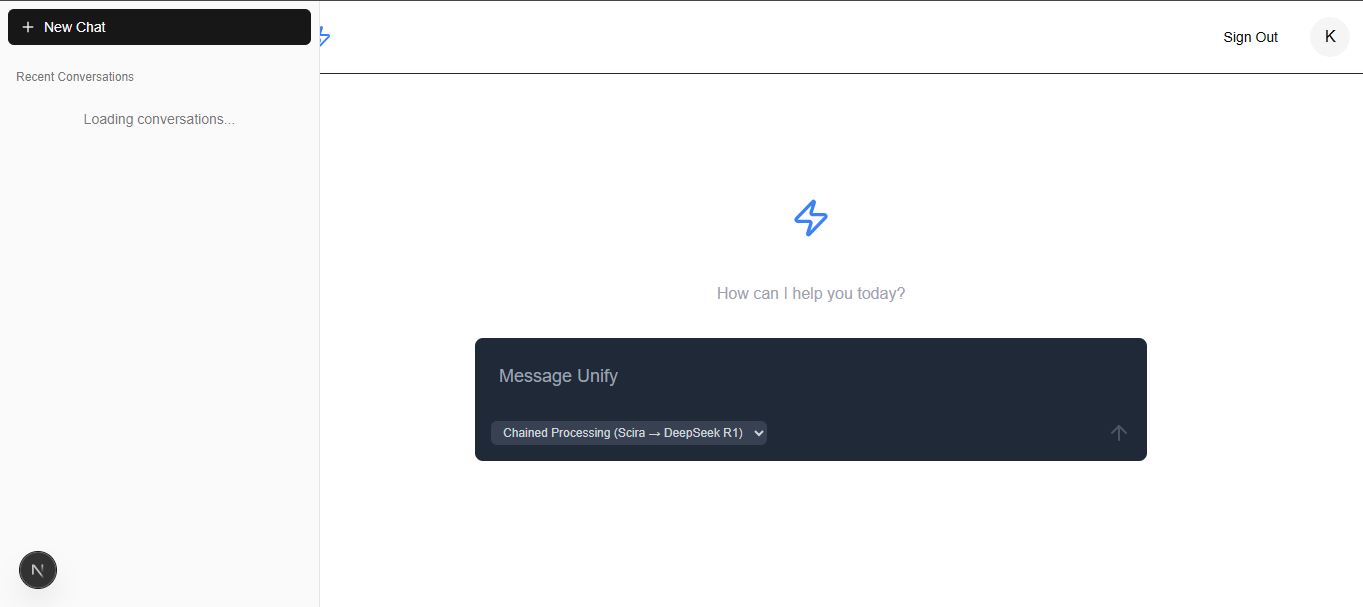 New Chat
Sign Out
K
Recent Conversations
Loading conversations...
How can I help you today?
Message Unify
Chained Processing (Scira → DeepSeek R1)
N